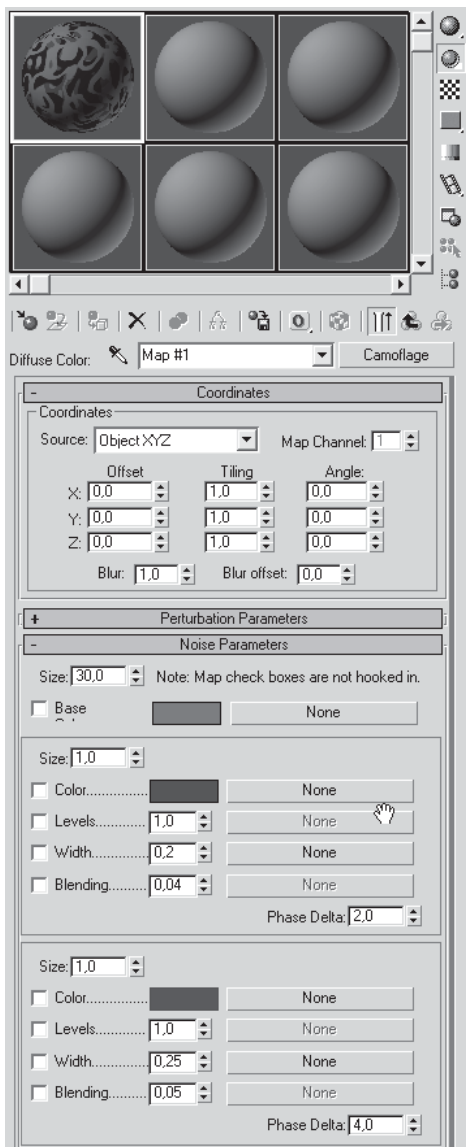 Diffuse Color: Map #1 Camoflage
- Coordinates
Coordinates
Source: Object XYZ Map Channel: 1
Offset Tiling Angle:
X: 0,0 1,0 0,0
Y: 0,0 1,0 0,0
Z: 0,0 1,0 0,0
Blur: 1,0 Blur offset: 0,0
+ Perturbation Parameters
- Noise Parameters
Size: 30,0 Note: Map check boxes are not hooked in.
Base None
Size: 1,0
Color................ None
Levels............. 1,0 None
Width.............. 0,2 None
Blending.......... 0,04 None
Phase Delta: 2,0
Size: 1,0
Color................ None
Levels............. 1,0 None
Width.............. 0,25 None
Blending.......... 0,05 None
Phase Delta: 4,0